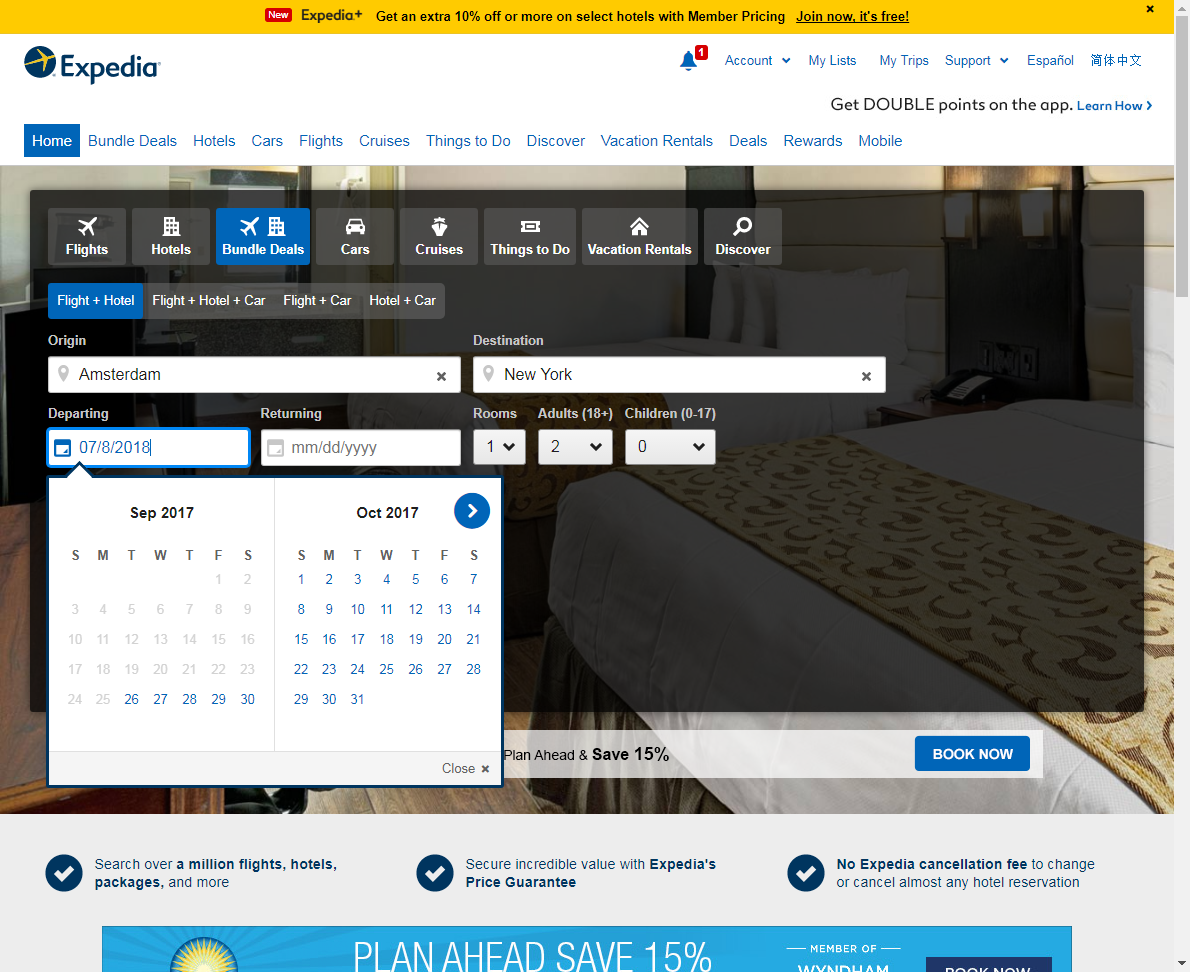 New Expedia+ Get an extra 10% off or more on select hotels with Member Pricing Join now, it's free!
Expedia
1 Account My Lists My Trips Support Español 简体中文
Get DOUBLE points on the app. Learn How
Home Bundle Deals Hotels Cars Flights Cruises Things to Do Discover Vacation Rentals Deals Rewards Mobile
Flights Hotels Bundle Deals Cars Cruises Things to Do Vacation Rentals Discover
Flight + Hotel Flight + Hotel + Car Flight + Car Hotel + Car
Origin Destination
Amsterdam New York
Departing Returning Rooms Adults (18+) Children (0-17)
07/8/2018 mm/dd/yyyy 1 2 0
Sep 2017 Oct 2017
S M T W T F S S M T W T F S
1 2 1 2 3 4 5 6 7
3 4 5 6 7 8 9 8 9 10 11 12 13 14
10 11 12 13 14 15 16 15 16 17 18 19 20 21
17 18 19 20 21 22 23 22 23 24 25 26 27 28
24 25 26 27 28 29 30 29 30 31
Plan Ahead & Save 15% BOOK NOW
Close
Search over a million flights, hotels, packages, and more
Secure incredible value with Expedia's Price Guarantee
No Expedia cancellation fee to change or cancel almost any hotel reservation
PLAN AHEAD SAVE 15%
MEMBER OF
WYNDHAM
BOOK NOW